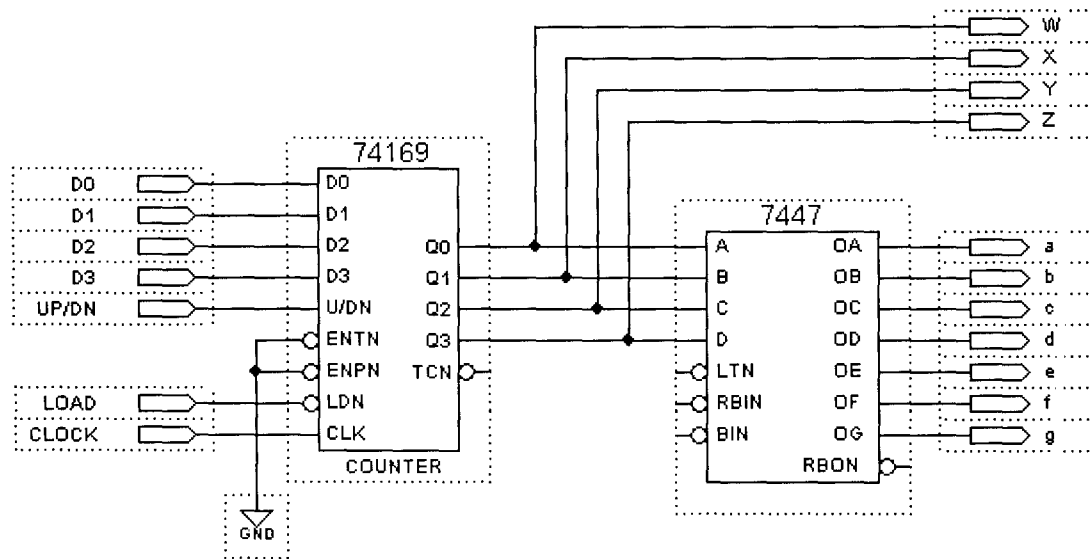 W
X
Y
Z
74169
D0
D1
D2
D3
UP/DN
LOAD
CLOCK
D0
D1
D2
D3
U/DN
ENTN
ENPN
LDN
CLK
Q0
Q1
Q2
Q3
TCN
COUNTER
GND
7447
A
B
C
D
LTN
RBIN
BIN
OA
OB
OC
OD
OE
OF
OG
RBON
a
b
c
d
e
f
g